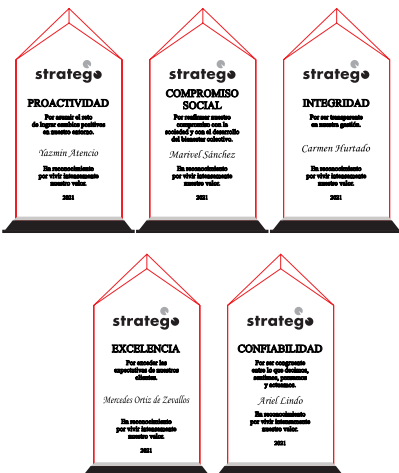 stratego
PROACTIVIDAD
Por asumir el reto
de lograr cambios positivos
en nuestro entorno.
Yazmin Atencio
En reconocimiento
por vivir intensamente
nuestro valor.
2021
stratego
COMPROMISO
SOCIAL
Por reafirmar nuestro
compromiso con la
sociedad y con el desarrollo
del bienestar colectivo.
Marivel Sánchez
En reconocimiento
por vivir intensamente
nuestro valor.
2021
stratego
INTEGRIDAD
Por ser transparente
en nuestra gestión.
Carmen Hurtado
En reconocimiento
por vivir intensamente
nuestro valor.
2021
stratego
EXCELENCIA
Por exceder las
expectativas de nuestros
clientes.
Mercedes Ortiz de Zevallos
En reconocimiento
por vivir intensamente
nuestro valor.
2021
stratego
CONFIABILIDAD
Por ser congruente
entre lo que decimos,
sentimos, pensamos
y actuamos.
Ariel Lindo
En reconocimiento
por vivir intensamente
nuestro valor.
2021